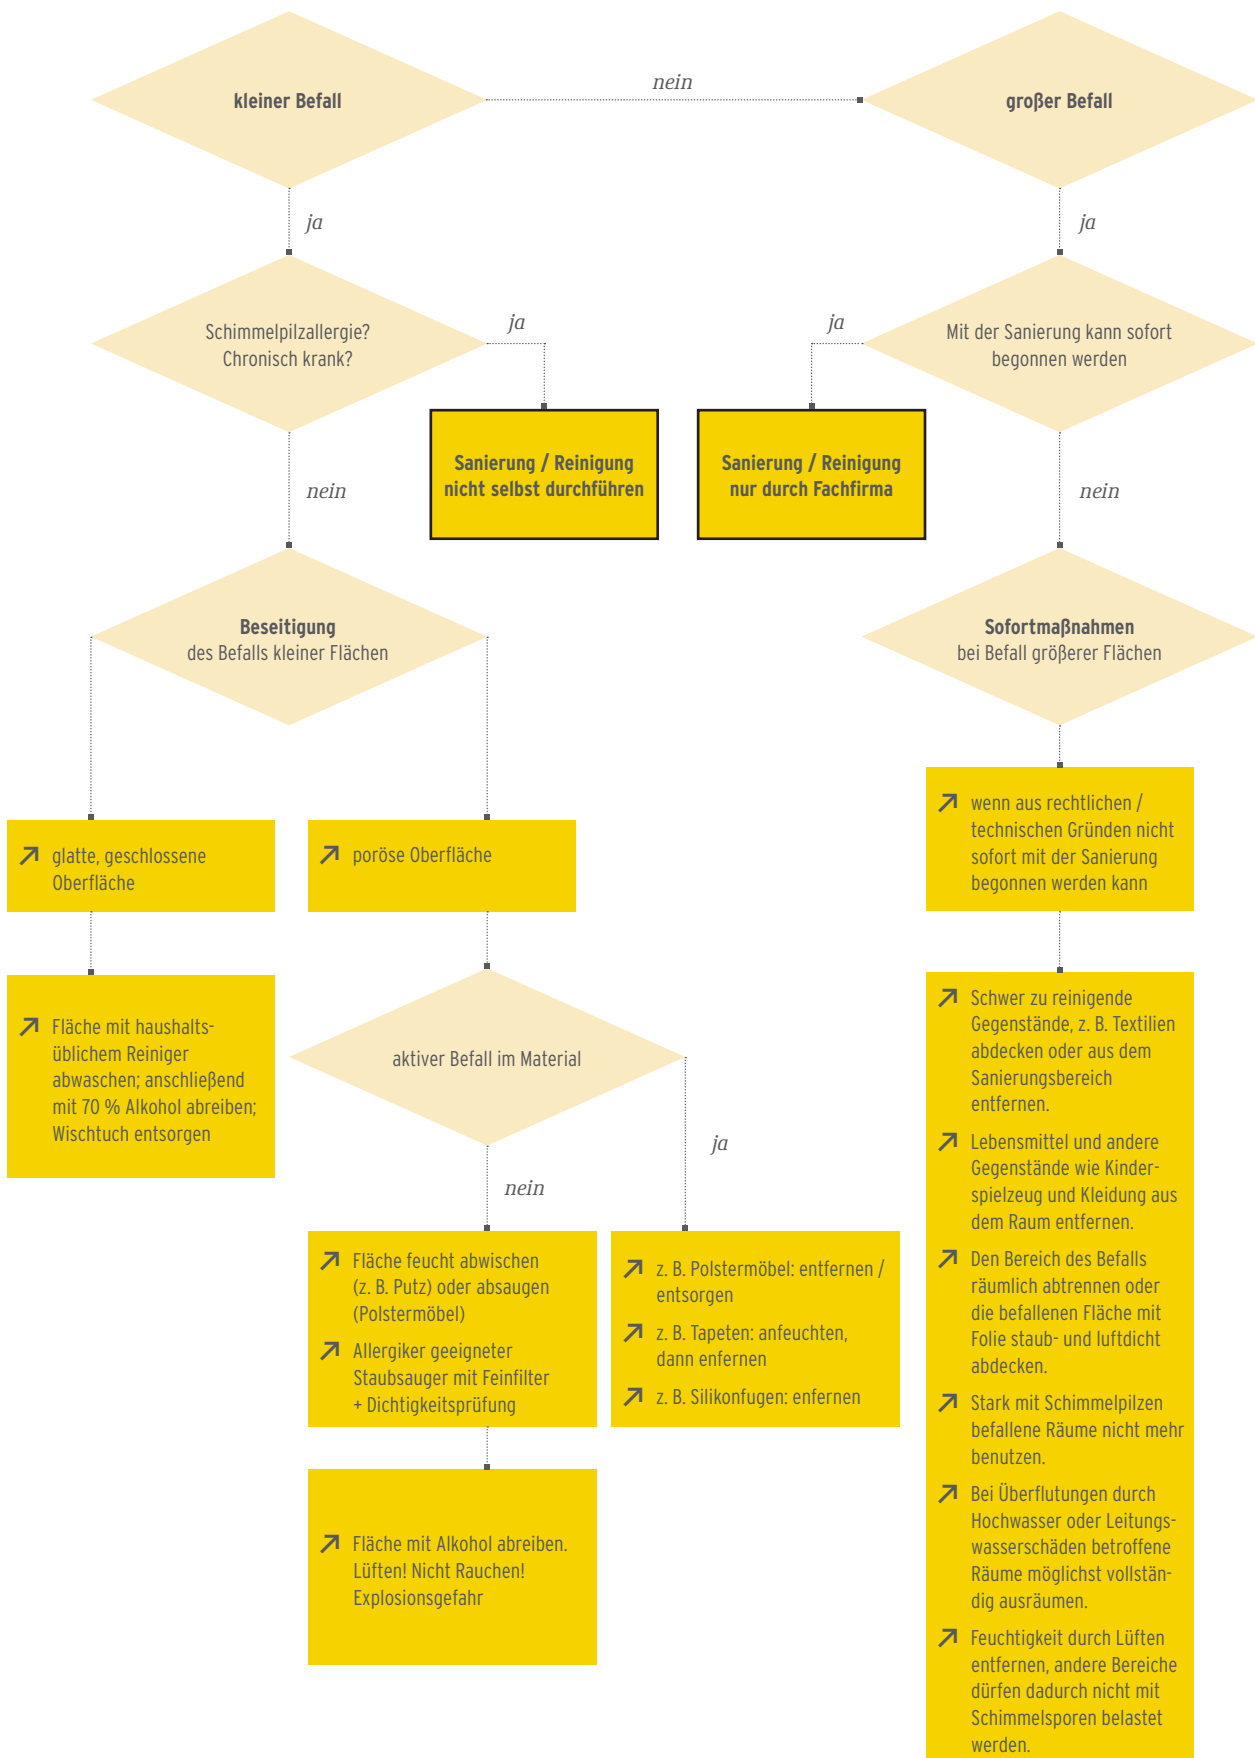 kleiner Befall
nein
großer Befall
ja
ja
Schimmelpilzallergie?
Chronisch krank?
ja
ja
Mit der Sanierung kann sofort
begonnen werden
Sanierung / Reinigung
nicht selbst durchführen
Sanierung / Reinigung
nur durch Fachfirma
nein
nein
Beseitigung
des Befalls kleiner Flächen
Sofortmaßnahmen
bei Befall größerer Flächen
glatte, geschlossene
Oberfläche
poröse Oberfläche
wenn aus rechtlichen /
technischen Gründen nicht
sofort mit der Sanierung
begonnen werden kann
Fläche mit haushalts-
üblichem Reiniger
abwaschen; anschließend
mit 70 % Alkohol abreiben;
Wischtuch entsorgen
aktiver Befall im Material
nein
ja
Fläche feucht abwischen
(z. B. Putz) oder absaugen
(Polstermöbel)
Allergiker geeigneter
Staubsauger mit Feinfilter
+ Dichtigkeitsprüfung
z. B. Polstermöbel: entfernen /
entsorgen
z. B. Tapeten: anfeuchten,
dann enfernen
z. B. Silikonfugen: enfernen
Fläche mit Alkohol abreiben.
Lüften! Nicht Rauchen!
Explosionsgefahr
Schwer zu reinigende
Gegenstände, z. B. Textilien
abdecken oder aus dem
Sanierungsbereich
entfernen.
Lebensmittel und andere
Gegenstände wie Kinder-
spielzeug und Kleidung aus
dem Raum entfernen.
Den Bereich des Befalls
räumlich abtrennen oder
die befallenen Fläche mit
Folie staub- und luftdicht
abdecken.
Stark mit Schimmelpilzen
befallene Räume nicht mehr
benutzen.
Bei Überflutungen durch
Hochwasser oder Leitungs-
wasserschäden betroffene
Räume möglichst vollstän-
dig ausräumen.
Feuchtigkeit durch Lüften
entfernen, andere Bereiche
dürfen dadurch nicht mit
Schimmelsporen belastet
werden.